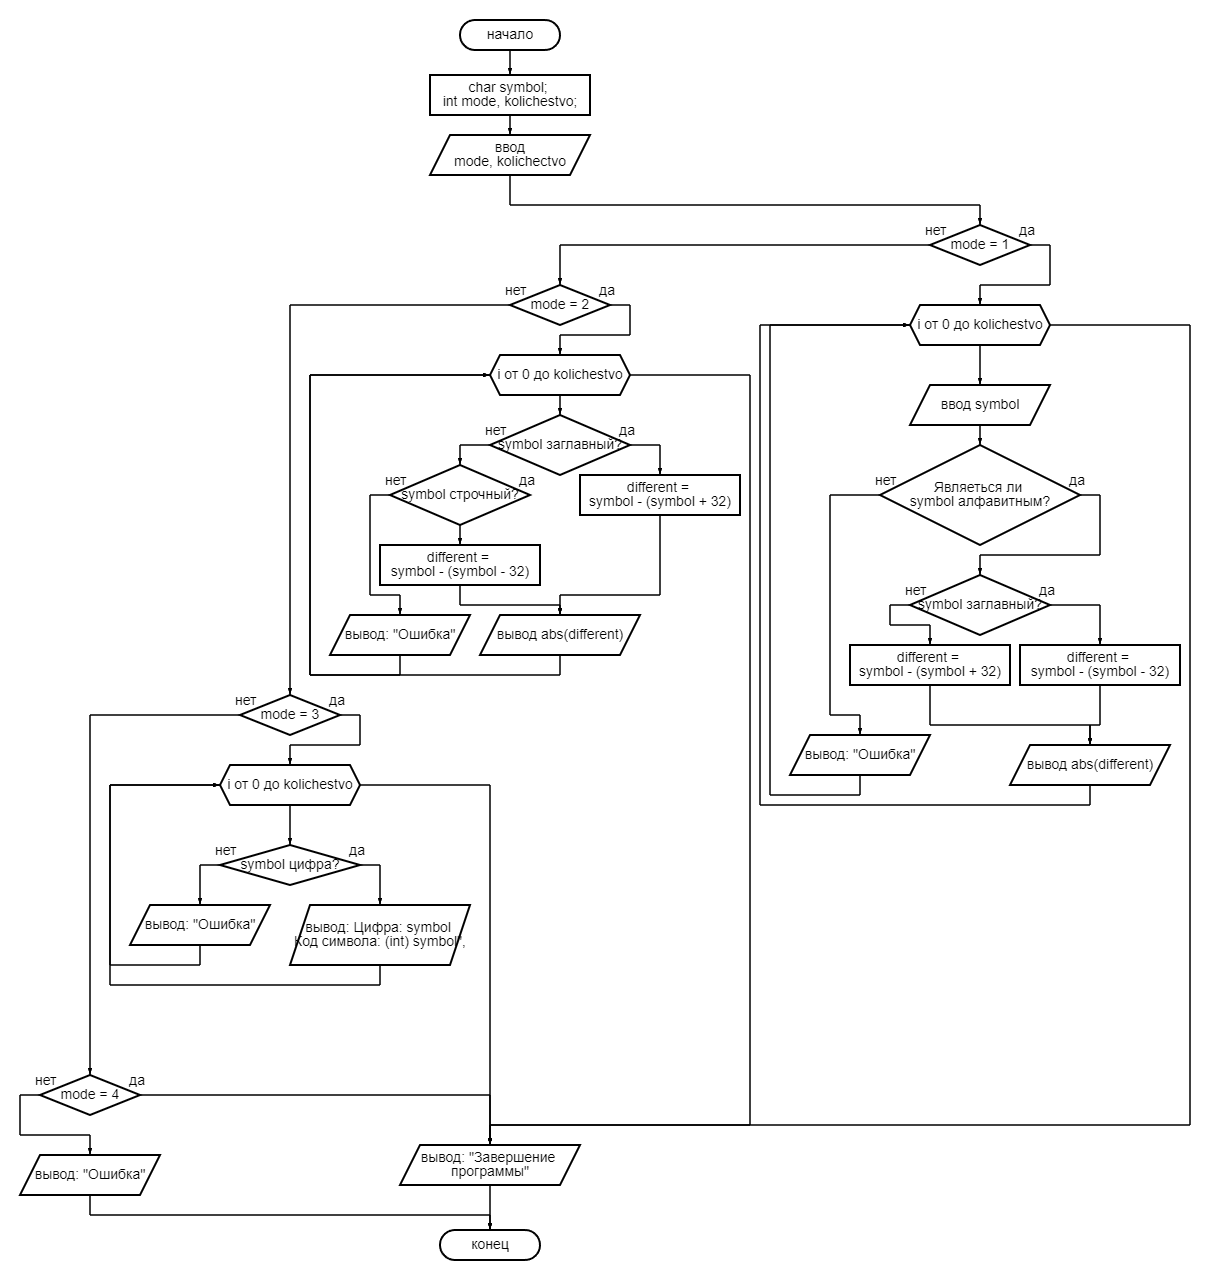 начало
char symbol;
int mode, kolichestvo;
ввод
mode, kolichectvo
нет
да
mode = 1
нет
да
mode = 2
i от 0 до kolichestvo
i от 0 до kolichestvo
ввод symbol
нет
да
symbol заглавный?
нет
да
symbol строчный?
different =
symbol - (symbol + 32)
нет
да
Являеться ли
symbol алфавитным?
different =
symbol - (symbol - 32)
нет
да
symbol заглавный?
вывод: "Ошибка"
вывод abs(different)
different =
symbol - (symbol + 32)
different =
symbol - (symbol - 32)
нет
да
mode = 3
вывод: "Ошибка"
вывод abs(different)
i от 0 до kolichestvo
нет
да
symbol цифра?
вывод: "Ошибка"
вывод: Цифра: symbol
Код символа: (int) symbol",
нет
да
mode = 4
вывод: "Ошибка"
вывод: "Завершение
программы"
конец